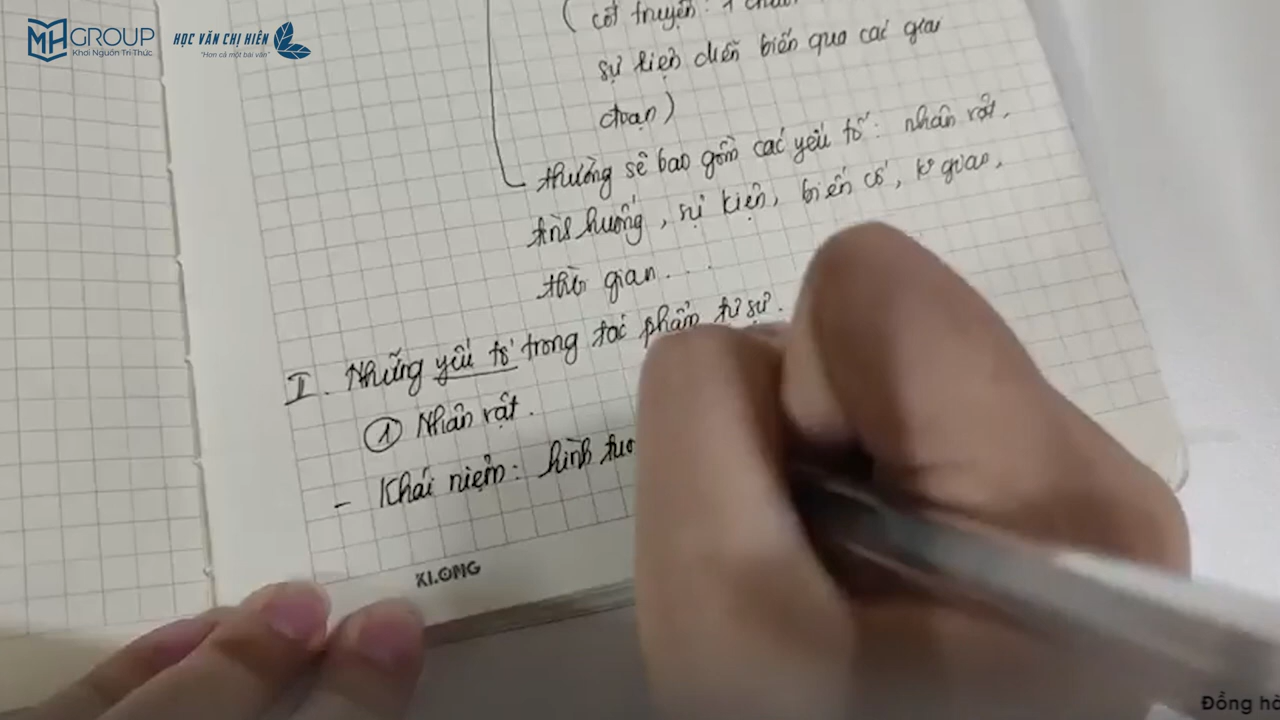 MH GROUP
Khơi Nguồn Tri Thức
HỌC VĂN CHỊ HIÊN
"Hơn cả một bài văn"
( cốt truyện: 1 chuỗi
sự kiện diễn biến qua các giai
đoạn)
thường sẽ bao gồm các yếu tố: nhân vật,
tình huống, sự kiện, biến cố, k gian,
thời gian...
I. Những yếu tố trong tác phẩm tự sự.
① Nhân vật.
- Khái niệm: hình
KLONG
Đồng hà